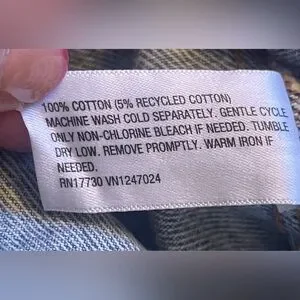 100% COTTON (5% RECYCLED COTTON)
MACHINE WASH COLD SEPARATELY. GENTLE CYCLE
ONLY NON-CHLORINE BLEACH IF NEEDED. TUMBLE
DRY LOW. REMOVE PROMPTLY. WARM IRON IF
NEEDED.
RN17730 VN1247024